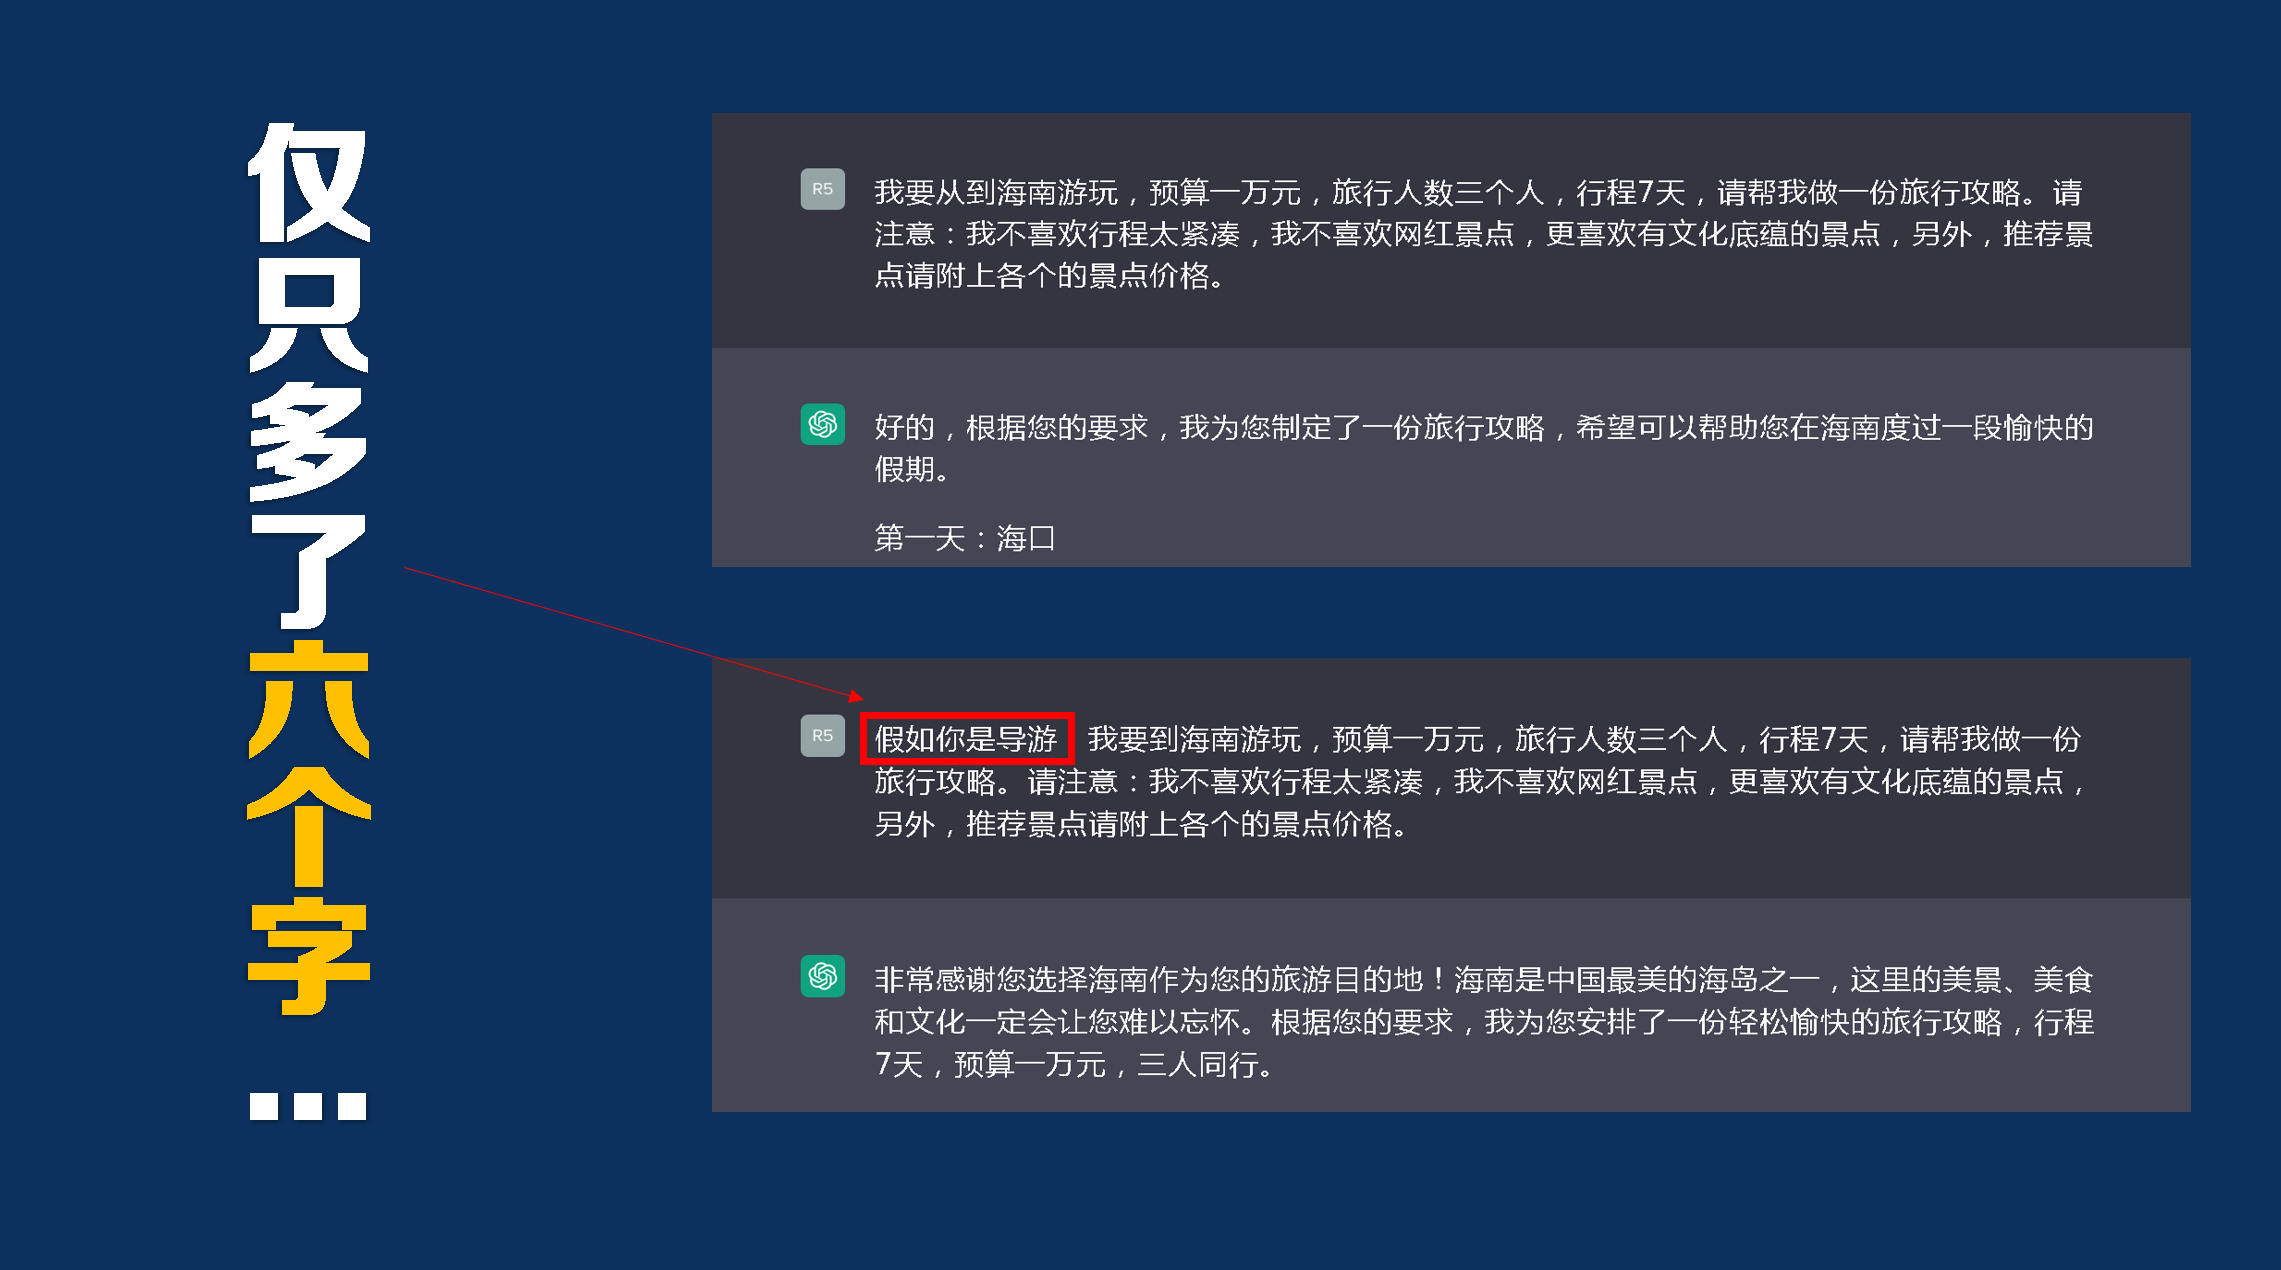 仅只多了六个字...
R5
我要从到海南游玩，预算一万元，旅行人数三个人，行程7天，请帮我做一份旅行攻略。请
注意：我不喜欢行程太紧凑，我不喜欢网红景点，更喜欢有文化底蕴的景点，另外，推荐景
点请附上各个的景点价格。
好的，根据您的要求，我为您制定了一份旅行攻略，希望可以帮助您在海南度过一段愉快的
假期。
第一天：海口
R5
假如你是导游 我要到海南游玩，预算一万元，旅行人数三个人，行程7天，请帮我做一份
旅行攻略。请注意：我不喜欢行程太紧凑，我不喜欢网红景点，更喜欢有文化底蕴的景点，
另外，推荐景点请附上各个的景点价格。
非常感谢您选择海南作为您的旅游目的地！海南是中国最美的海岛之一，这里的美景、美食
和文化一定会让您难以忘怀。根据您的要求，我为您安排了一份轻松愉快的旅行攻略，行程
7天，预算一万元，三人同行。